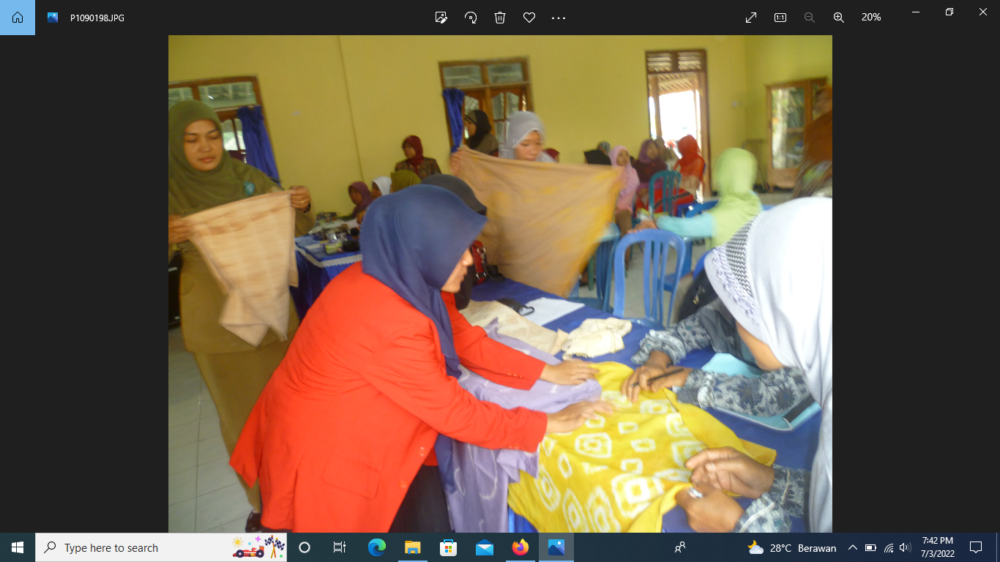 P1090198.JPG
20%
Type here to search
28°C Berawan
7:42 PM
7/3/2022